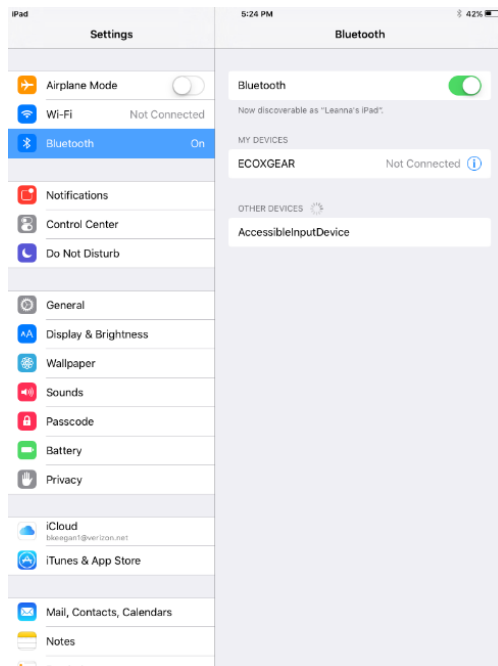 iPad
5:24 PM
42%
Settings
Bluetooth
Airplane Mode
Wi-Fi Not Connected
Bluetooth On
Notifications
Control Center
Do Not Disturb
General
Display & Brightness
Wallpaper
Sounds
Passcode
Battery
Privacy
iCloud
bkeegan1@verizon.net
iTunes & App Store
Mail, Contacts, Calendars
Notes
Bluetooth
Now discoverable as "Leanna's iPad".
MY DEVICES
ECOXGEAR Not Connected
OTHER DEVICES
AccessibleInputDevice